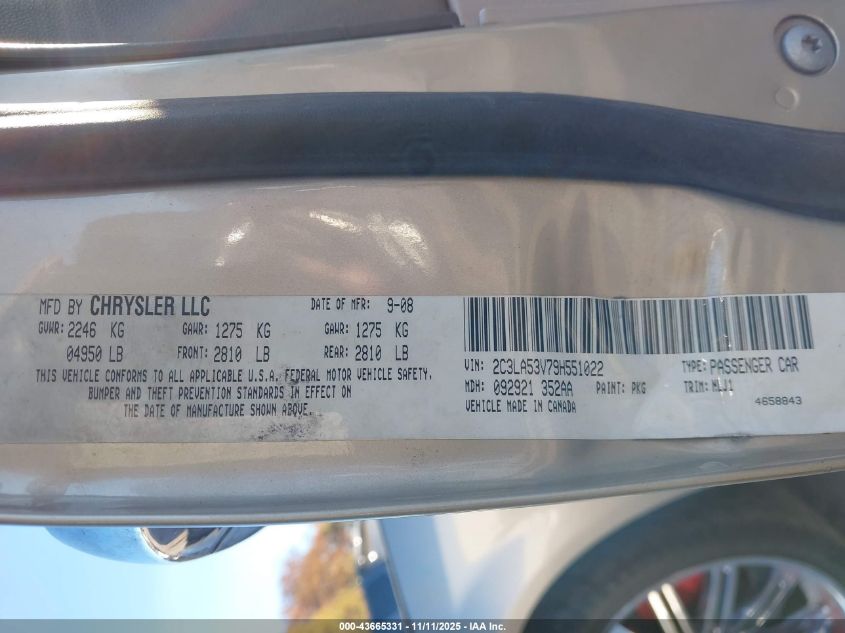 MFD BY CHRYSLER LLC DATE OF MFR: 9-08
GVWR: 2246 KG GAWR: 1275 KG GAWR: 1275 KG
04950 LB FRONT: 2810 LB REAR: 2810 LB
THIS VEHICLE CONFORMS TO ALL APPLICABLE U.S.A. FEDERAL MOTOR VEHICLE SAFETY,
BUMPER AND THEFT PREVENTION STANDARDS IN EFFECT ON
THE DATE OF MANUFACTURE SHOWN ABOVE.
VIN: 2C3LA53V79H551022 TYPE: PASSENGER CAR
MDH: 092921 352AA PAINT: PKG TRIM: MLJ1
VEHICLE MADE IN CANADA 4658843
000-43665331 - 11/11/2025 - IAA Inc.